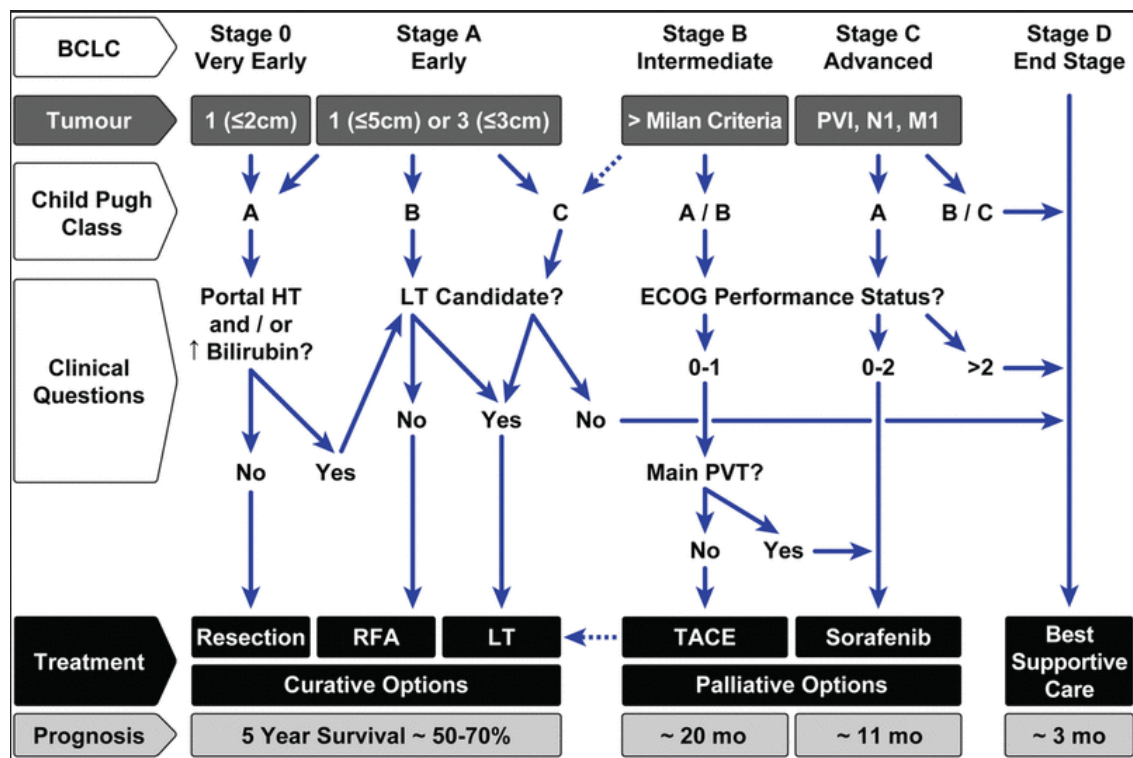 BCLC
Stage 0
Very Early
Stage A
Early
Stage B
Intermediate
Stage C
Advanced
Stage D
End Stage
Tumour
1 (≤2cm)
1 (≤5cm) or 3 (≤3cm)
> Milan Criteria
PVI, N1, M1
Child Pugh
Class
A
B
C
A / B
A
B / C
Clinical
Questions
Portal HT
and / or
↑ Bilirubin?
LT Candidate?
ECOG Performance Status?
0-1
0-2
>2
No
Yes
No
No
Yes
Main PVT?
No
Yes
Treatment
Resection
RFA
LT
TACE
Sorafenib
Best
Supportive
Care
Curative Options
Palliative Options
Prognosis
5 Year Survival ~ 50-70%
~ 20 mo
~ 11 mo
~ 3 mo